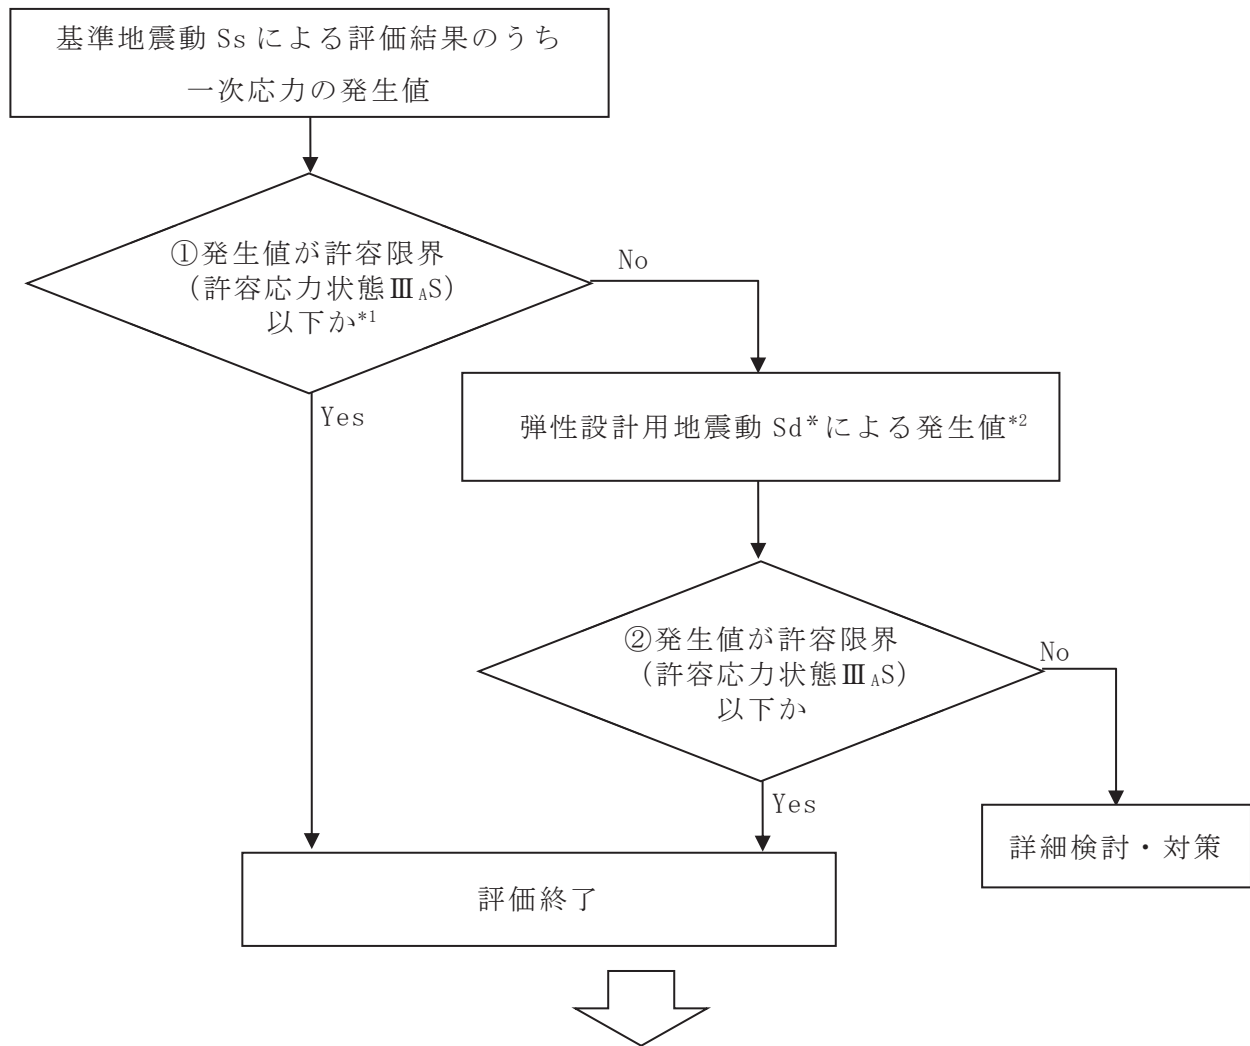 基準地震動 Ss による評価結果のうち
一次応力の発生値
①発生値が許容限界
（許容応力状態ⅢAS）
以下か*1
No
Yes
弾性設計用地震動 Sd*による発生値*2
②発生値が許容限界
（許容応力状態ⅢAS）
以下か
No
Yes
詳細検討・対策
評価終了